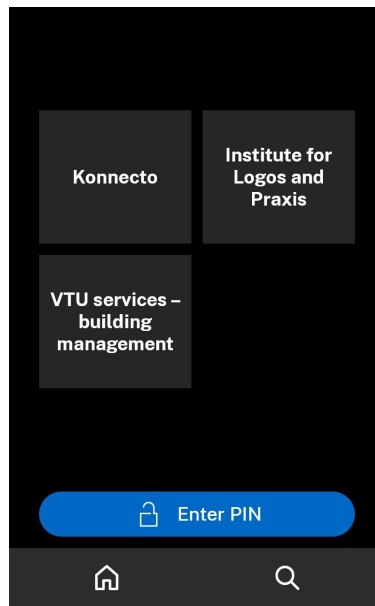 Konnecto
Institute for
Logos and
Praxis
VTU services –
building
management
Enter PIN